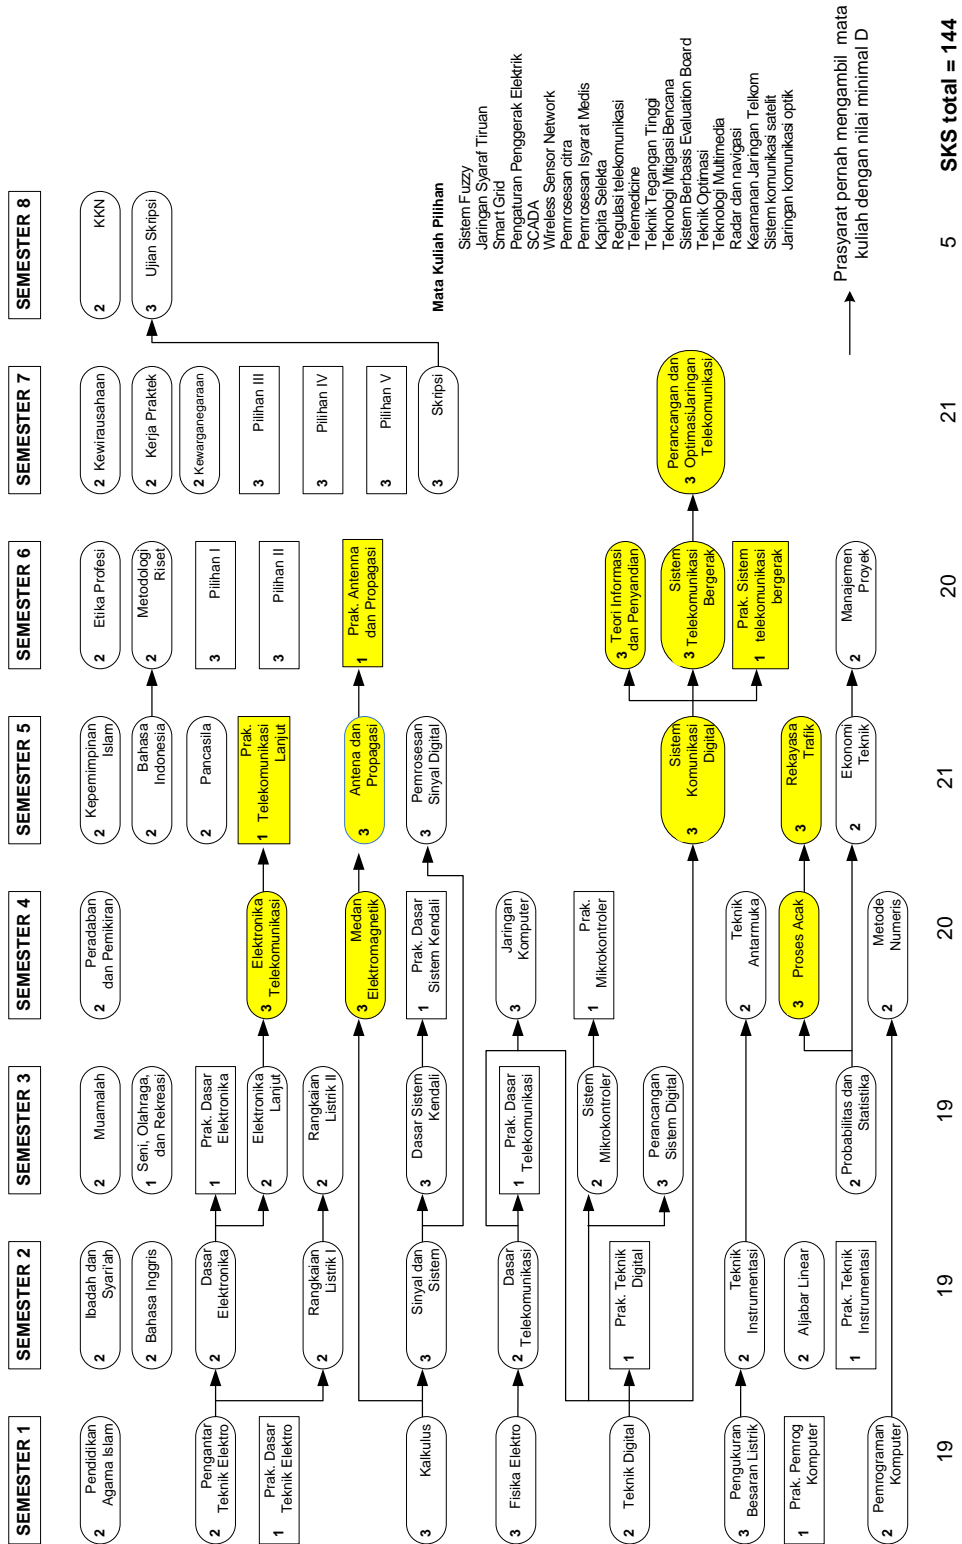 SEMESTER 1
2
Pendidikan
Agama Islam
2
Pengantar
Teknik Elektro
1
Prak. Dasar
Teknik Elektro
3
Kalkulus
3
Fisika Elektro
2
Teknik Digital
3
Pengukuran
Besaran Listrik
1
Prak. Pemrog
Komputer
2
Pemrograman
Komputer
19
SEMESTER 2
2
Ibadah dan
Syari'ah
2
Bahasa Inggris
2
Dasar
Elektronika
2
Rangkaian
Listrik I
3
Sinyal dan
Sistem
2
Dasar
Telekomunikasi
1
Prak. Teknik
Digital
2
Teknik
Instrumentasi
2
Aljabar Linear
1
Prak. Teknik
Instrumentasi
19
SEMESTER 3
2
Muamalah
1
Seni, Olahraga,
dan Rekreasi
1
Prak. Dasar
Elektronika
2
Elektronika
Lanjut
2
Rangkaian
Listrik II
3
Dasar Sistem
Kendali
1
Prak. Dasar
Telekomunikasi
2
Sistem
Mikrokontroler
3
Perancangan
Sistem Digital
2
Probabilitas dan
Statistika
19
SEMESTER 4
2
Peradaban
dan Pemikiran
3
Elektronika
Telekomunikasi
3
Medan
Elektromagnetik
1
Prak. Dasar
Sistem Kendali
3
Jaringan
Komputer
1
Prak.
Mikrokontroler
2
Teknik
Antarmuka
3
Proses Acak
2
Metode
Numeris
20
SEMESTER 5
2
Kepemimpinan
Islam
2
Bahasa
Indonesia
2
Pancasila
1
Prak.
Telekomunikasi
Lanjut
3
Antena dan
Propagasi
3
Pemrosesan
Sinyal Digital
3
Sistem
Komunikasi
Digital
3
Rekayasa
Trafik
2
Ekonomi
Teknik
21
SEMESTER 6
2
Etika Profesi
2
Metodologi
Riset
3
Pilihan I
3
Pilihan II
1
Prak. Antenna
dan Propagasi
3
Teori Informasi
dan Penyandian
3
Sistem
Telekomunikasi
Bergerak
1
Prak. Sistem
telekomunikasi
bergerak
2
Manajemen
Proyek
20
SEMESTER 7
2
Kewirausahaan
2
Kerja Praktek
2
Kewarganegaraan
3
Pilihan III
3
Pilihan IV
3
Pilihan V
3
Skripsi
3
Perancangan dan
OptimasiJaringan
Telekomunikasi
21
SEMESTER 8
2
KKN
3
Ujian Skripsi
5
Mata Kuliah Pilihan
Sistem Fuzzy
Jaringan Syaraf Tiruan
Smart Grid
Pengaturan Penggerak Elektrik
SCADA
Wireless Sensor Network
Pemrosesan citra
Pemrosesan Isyarat Medis
Kapita Selekta
Regulasi telekomunikasi
Telemedicine
Teknik Tegangan Tinggi
Teknologi Mitigasi Bencana
Sistem Berbasis Evaluation Board
Teknik Optimasi
Teknologi Multimedia
Radar dan navigasi
Keamanan Jaringan Telkom
Sistem komunikasi satelit
Jaringan komunikasi optik
Prasyarat pernah mengambil mata
kuliah dengan nilai minimal D
SKS total = 144